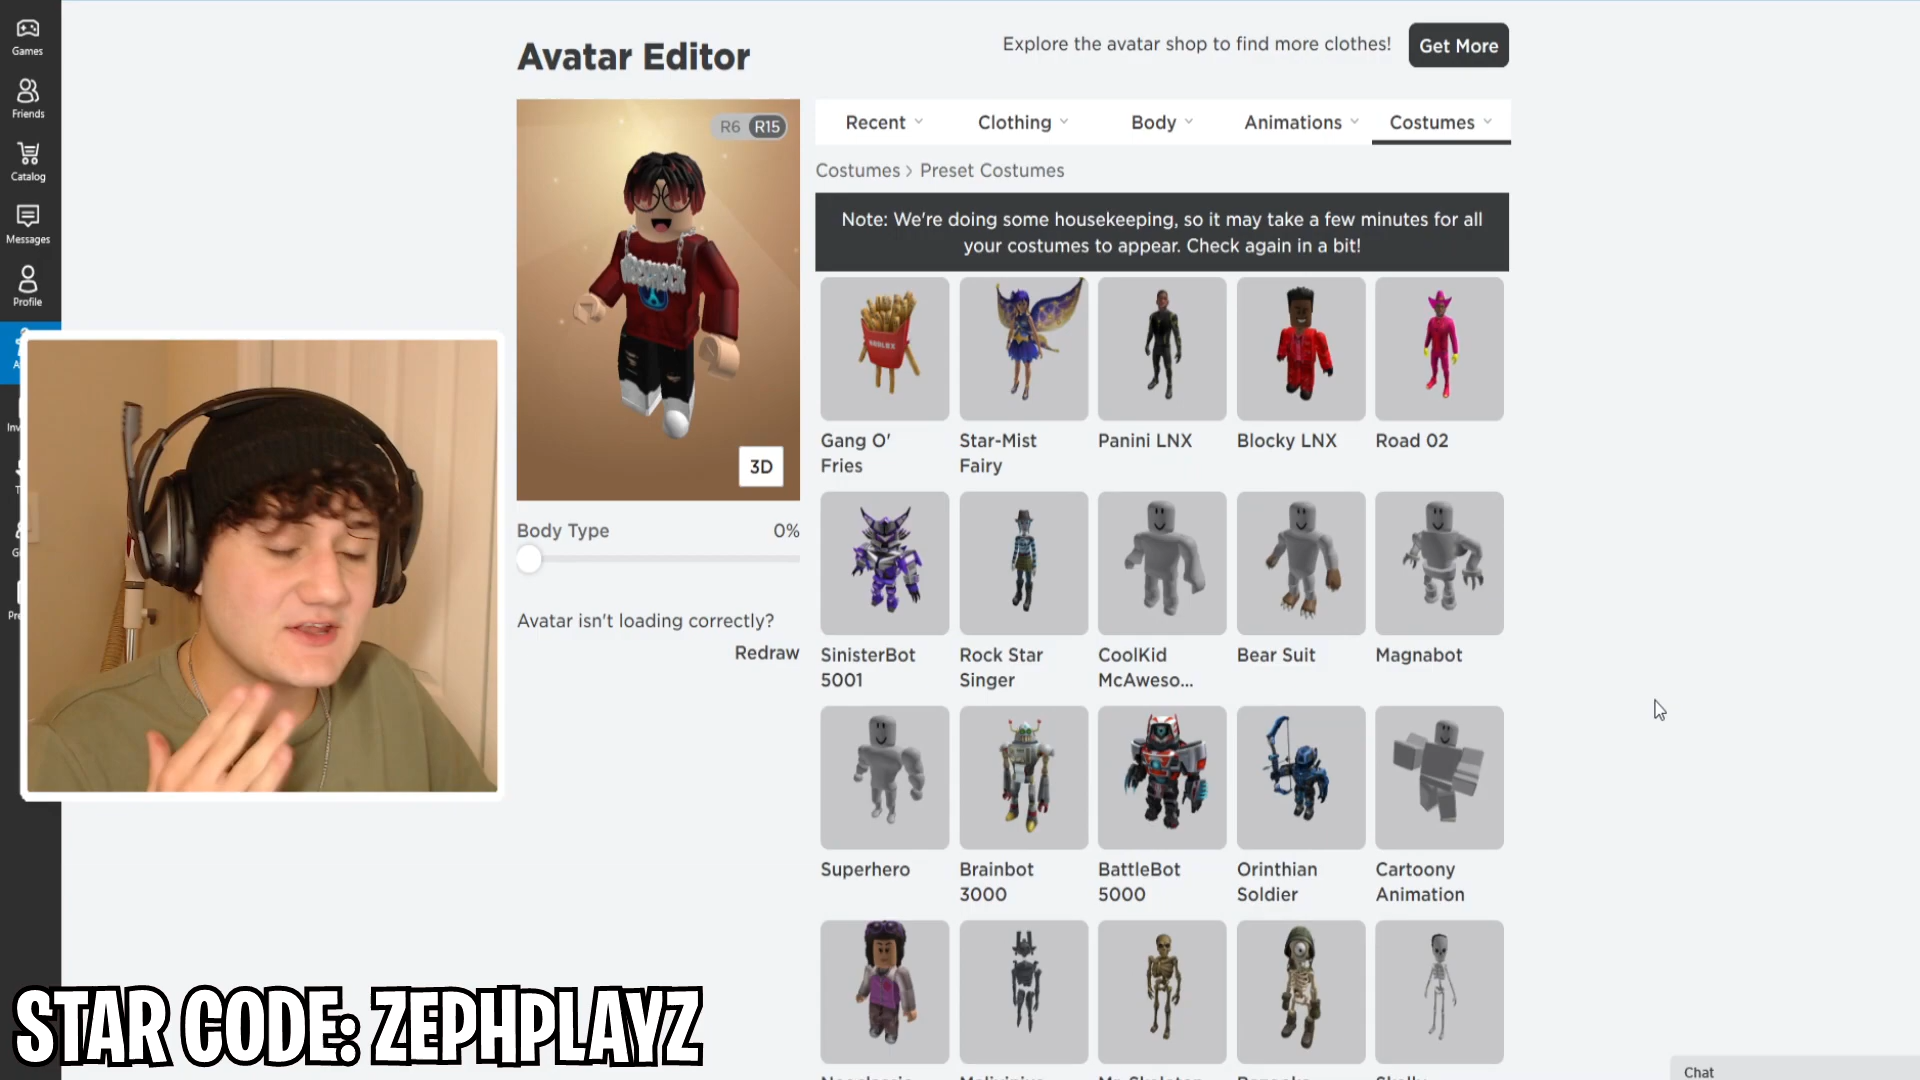 Games
Friends
Catalog
Messages
Profile
Avatar Editor
Explore the avatar shop to find more clothes!
Get More
R6 R15
3D
Body Type 0%
Avatar isn't loading correctly?
Redraw
Recent
Clothing
Body
Animations
Costumes
Costumes > Preset Costumes
Note: We're doing some housekeeping, so it may take a few minutes for all
your costumes to appear. Check again in a bit!
ROBLOX
Gang O'
Fries
Star-Mist
Fairy
Panini LNX
Blocky LNX
Road 02
SinisterBot
5001
Rock Star
Singer
CoolKid
McAweso...
Bear Suit
Magnabot
Superhero
Brainbot
3000
BattleBot
5000
Orinthian
Soldier
Cartoony
Animation
STAR CODE: ZEPHPLAYZ
Chat